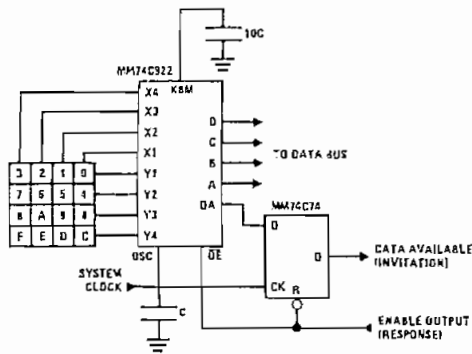 10C
MM74C922
X4
KBM
X3
X2
X1
Y1
Y2
Y3
Y4
OSC
OE
D
C
B
A
DA
TO DATA BUS
3 2 1 0
7 6 5 4
B A 9 8
F E D C
MM74C74
D
D
CK
R
SYSTEM
CLOCK
C
DATA AVAILABLE
(INVITATION)
ENABLE OUTPUT
(RESPONSE)